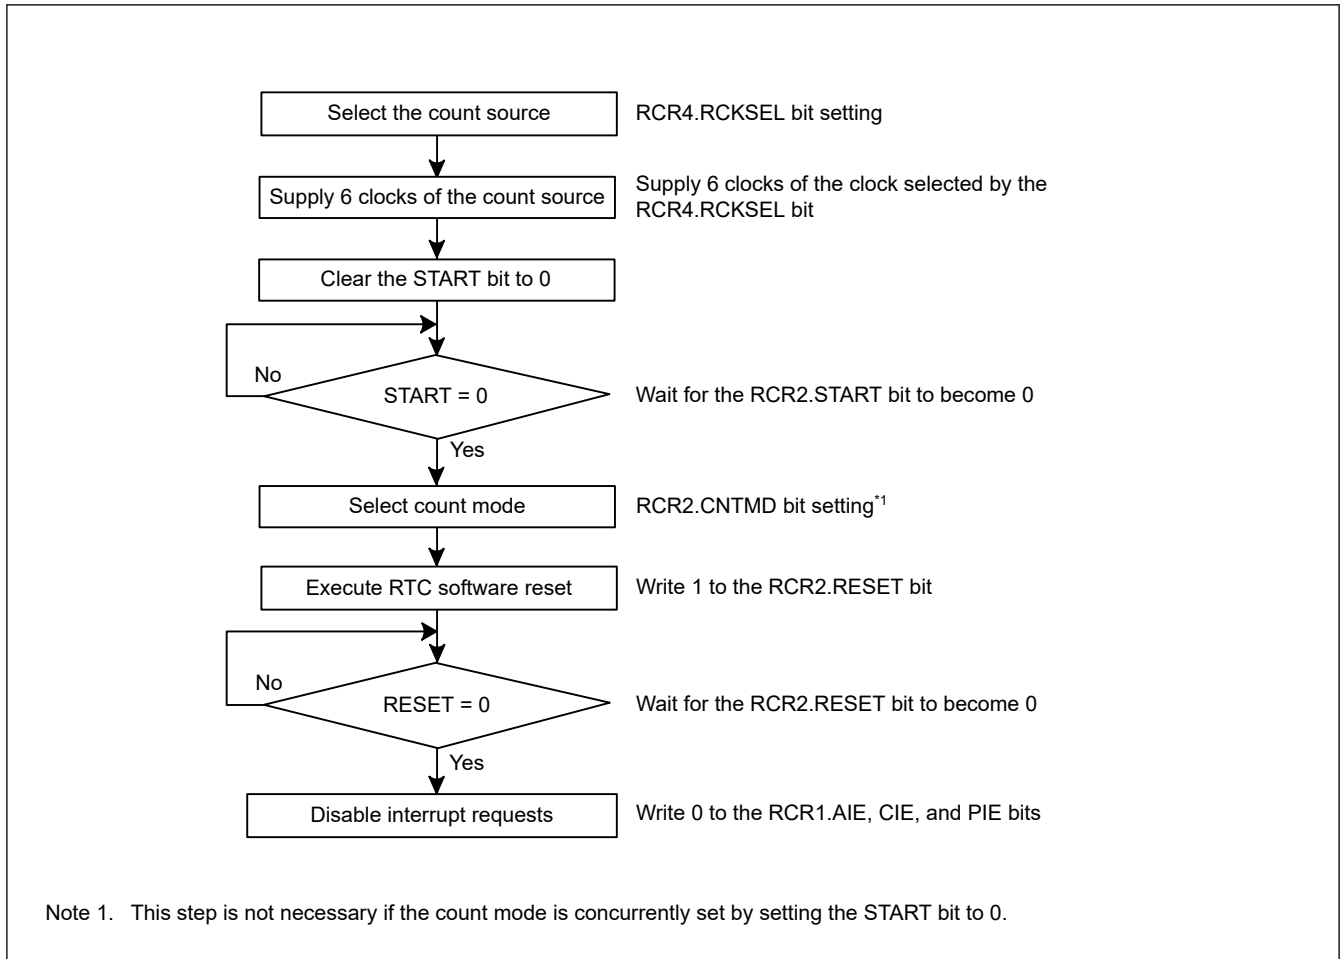 Select the count source
RCR4.RCKSEL bit setting
Supply 6 clocks of the count source
Supply 6 clocks of the clock selected by the
RCR4.RCKSEL bit
Clear the START bit to 0
No
START = 0
Wait for the RCR2.START bit to become 0
Yes
Select count mode
RCR2.CNTMD bit setting*1
Execute RTC software reset
Write 1 to the RCR2.RESET bit
No
RESET = 0
Wait for the RCR2.RESET bit to become 0
Yes
Disable interrupt requests
Write 0 to the RCR1.AIE, CIE, and PIE bits
Note 1. This step is not necessary if the count mode is concurrently set by setting the START bit to 0.